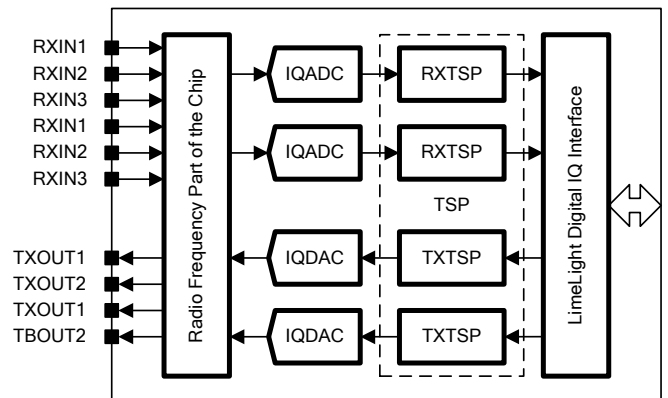 RXIN1
RXIN2
RXIN3
RXIN1
RXIN2
RXIN3
TXOUT1
TXOUT2
TXOUT1
TBOUT2
Radio Frequency Part of the Chip
IQADC
RXTSP
IQADC
RXTSP
TSP
IQDAC
TXTSP
IQDAC
TXTSP
LimeLight Digital IQ Interface